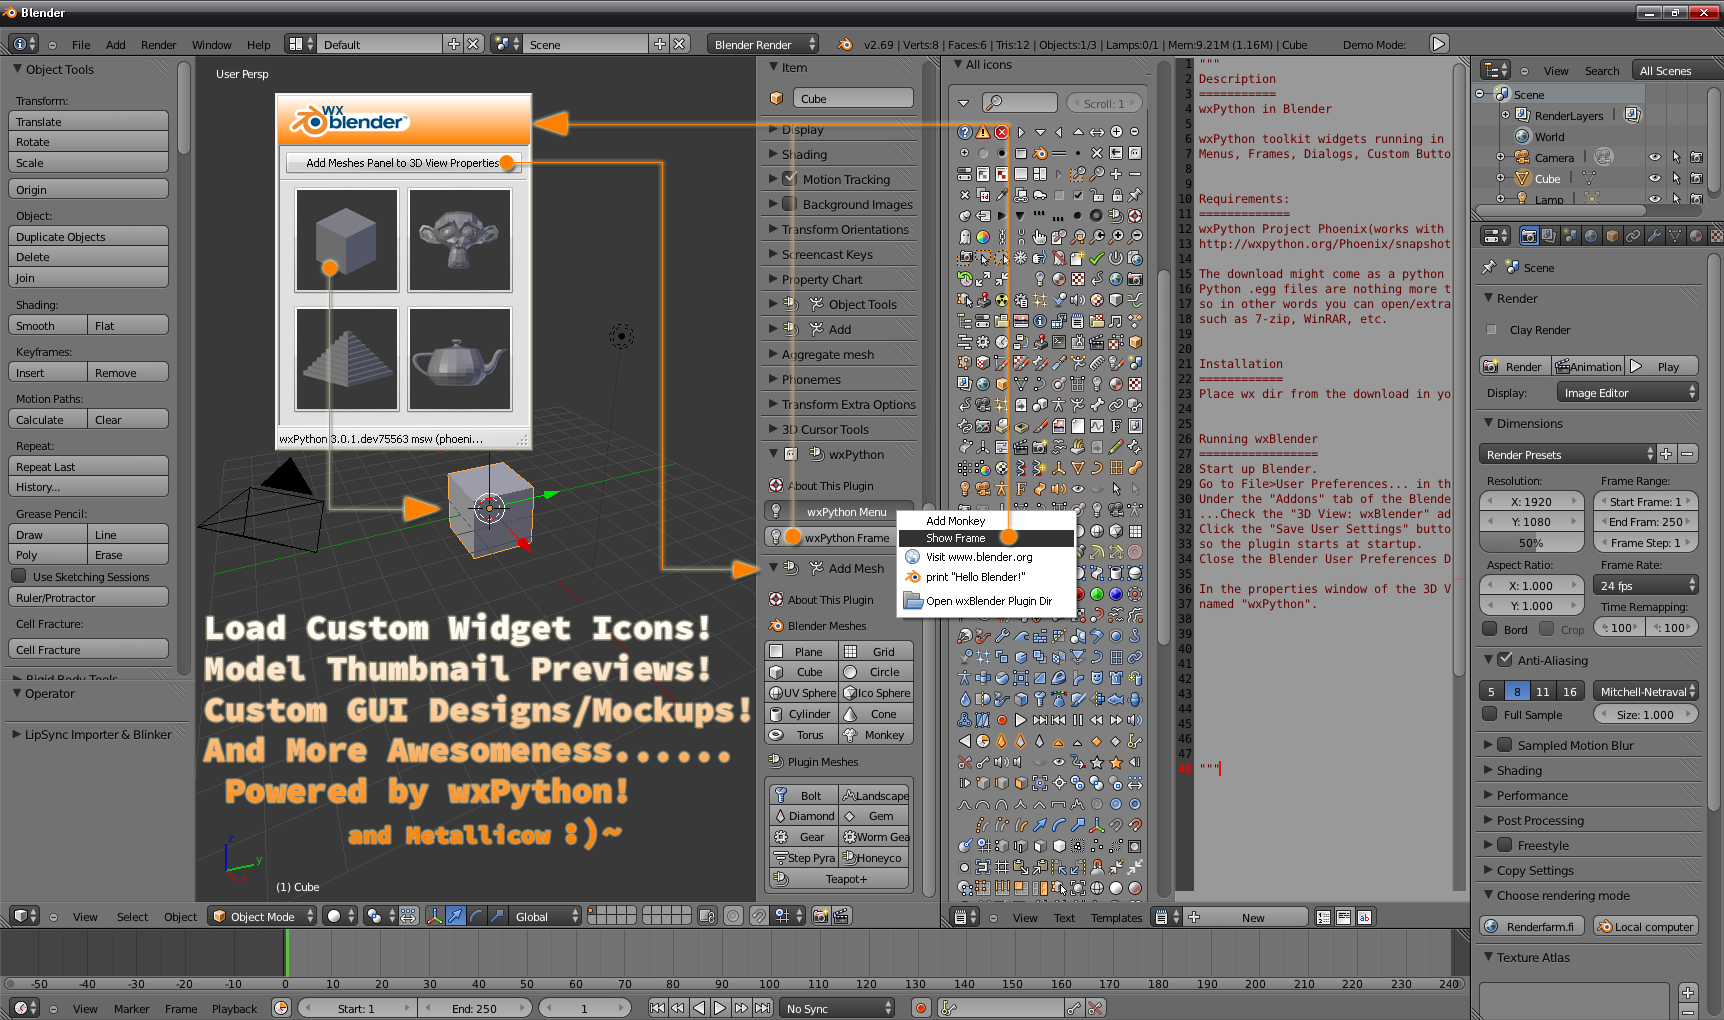 Blender
File Add Render Window Help
Default
Scene
Blender Render
v2.69 | Verts:8 | Faces:6 | Tris:12 | Objects:1/3 | Lamps:0/1 | Mem:9.21M (1.16M) | Cube
Demo Mode:
Object Tools
Transform:
Translate
Rotate
Scale
Origin
Object:
Duplicate Objects
Delete
Join
Shading:
Smooth Flat
Keyframes:
Insert Remove
Motion Paths:
Calculate Clear
Repeat:
Repeat Last
History...
Grease Pencil:
Draw Line
Poly Erase
Use Sketching Sessions
Ruler/Protractor
Cell Fracture:
Cell Fracture
Rigid Body Tools
Operator
LipSync Importer & Blinker
User Persp
wx
blender
Add Meshes Panel to 3D View Properties
wxPython 3.0.1.dev75563 msw (phoeni...
Load Custom Widget Icons!
Model Thumbnail Previews!
Custom GUI Designs/Mockups!
And More Awesomeness......
Powered by wxPython!
and Metallicow :)~
z
y
x
(1) Cube
Item
Cube
Display
Shading
Motion Tracking
Background Images
Transform Orientations
Screencast Keys
Property Chart
Object Tools
Add
Aggregate mesh
Phonemes
Transform Extra Options
3D Cursor Tools
wxPython
About This Plugin
wxPython Menu
wxPython Frame
Add Mesh
About This Plugin
Blender Meshes
Plane Grid
Cube Circle
UV Sphere Ico Sphere
Cylinder Cone
Torus Monkey
Plugin Meshes
Bolt Landscape
Diamond Gem
Gear Worm Gea
Step Pyra Honeyco
Teapot+
Add Monkey
Show Frame
Visit www.blender.org
print "Hello Blender!"
Open wxBlender Plugin Dir
All icons
Scroll: 1
1 """
2 Description
3 ===========
4 wxPython in Blender
5
6 wxPython toolkit widgets running in
7 Menus, Frames, Dialogs, Custom Butto
8
9
10 Requirements:
11 =============
12 wxPython Project Phoenix(works with
13 http://wxpython.org/Phoenix/snapshot
14
15 The download might come as a python
16 Python .egg files are nothing more t
17 so in other words you can open/extra
18 such as 7-zip, WinRAR, etc.
19
20
21 Installation
22 ============
23 Place wx dir from the download in yo
24
25
26 Running wxBlender
27 =================
28 Start up Blender.
29 Go to File>User Preferences... in th
30 Under the "Addons" tab of the Blende
31 ...Check the "3D View: wxBlender" ad
32 Click the "Save User Settings" butto
33 so the plugin starts at startup.
34 Close the Blender User Preferences D
35
36 In the properties window of the 3D V
37 named "wxPython".
38
39
40
41
42
43
44
45
46
47
48 """
View Search All Scenes
Scene
RenderLayers
World
Camera
Cube
Lamp
Scene
Render
Clay Render
Render Animation Play
Display: Image Editor
Dimensions
Render Presets
Resolution: Frame Range:
X: 1920 Start Frame: 1
Y: 1080 End Fram: 250
50% Frame Step: 1
Aspect Ratio: Frame Rate:
X: 1.000 24 fps
Y: 1.000 Time Remapping:
Bord Crop : 100 : 100
Anti-Aliasing
5 8 11 16 Mitchell-Netraval
Full Sample Size: 1.000
Sampled Motion Blur
Shading
Performance
Post Processing
Freestyle
Copy Settings
Choose rendering mode
Renderfarm.fi Local computer
Texture Atlas
View Select Object Object Mode Global
View Text Templates New
-50 -40 -30 -20 -10 0 10 20 30 40 50 60 70 80 90 100 110 120 130 140 150 160 170 180 190 200 210 220 230 240
View Marker Frame Playback Start: 1 End: 250 1 No Sync